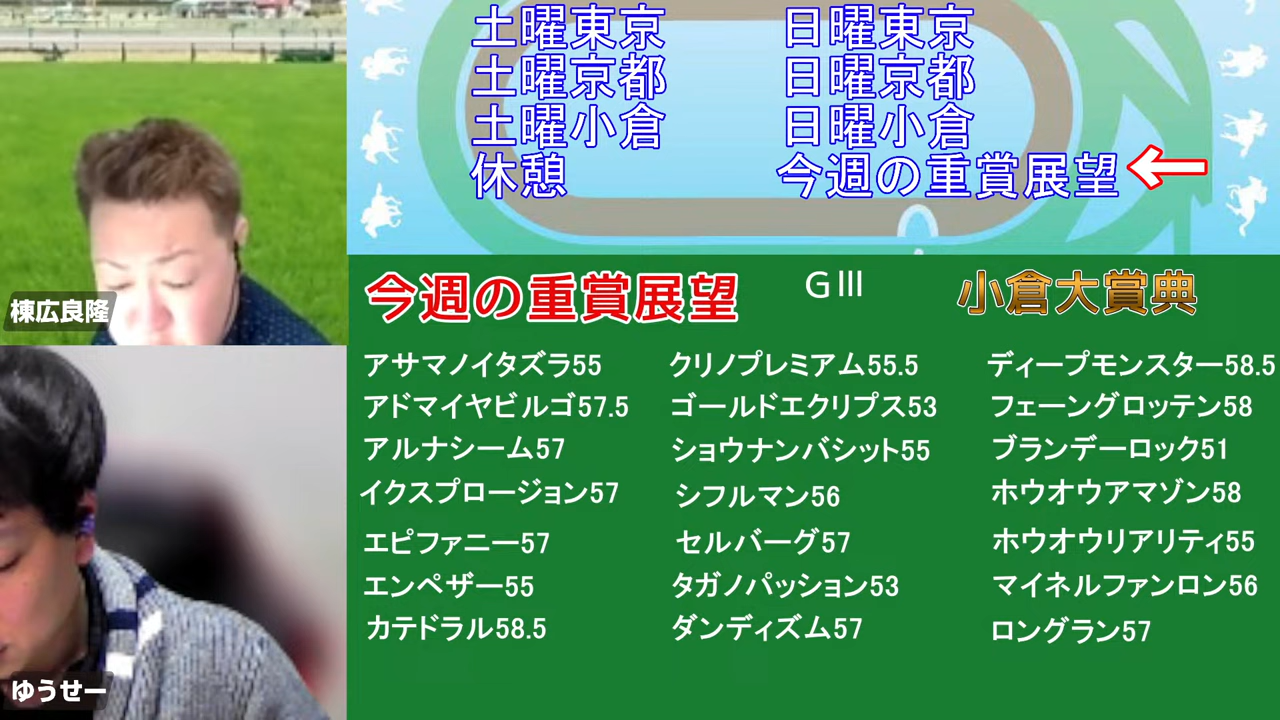 土曜東京
日曜東京
土曜京都
日曜京都
土曜小倉
日曜小倉
休憩
今週の重賞展望
棟広良隆
今週の重賞展望
GⅢ
小倉大賞典
アサマノイタズラ55
クリノプレミアム55.5
ディープモンスター58.5
アドマイヤビルゴ57.5
ゴールドエクリプス53
フェーングロッテン58
アルナシーム57
ショウナンバシット55
ブランデーロック51
イクスプロージョン57
シフルマン56
ホウオウアマゾン58
エピファニー57
セルバーグ57
ホウオウリアリティ55
エンペザー55
タガノパッション53
マイネルファンロン56
カテドラル58.5
ダンディズム57
ロングラン57
ゆうせー